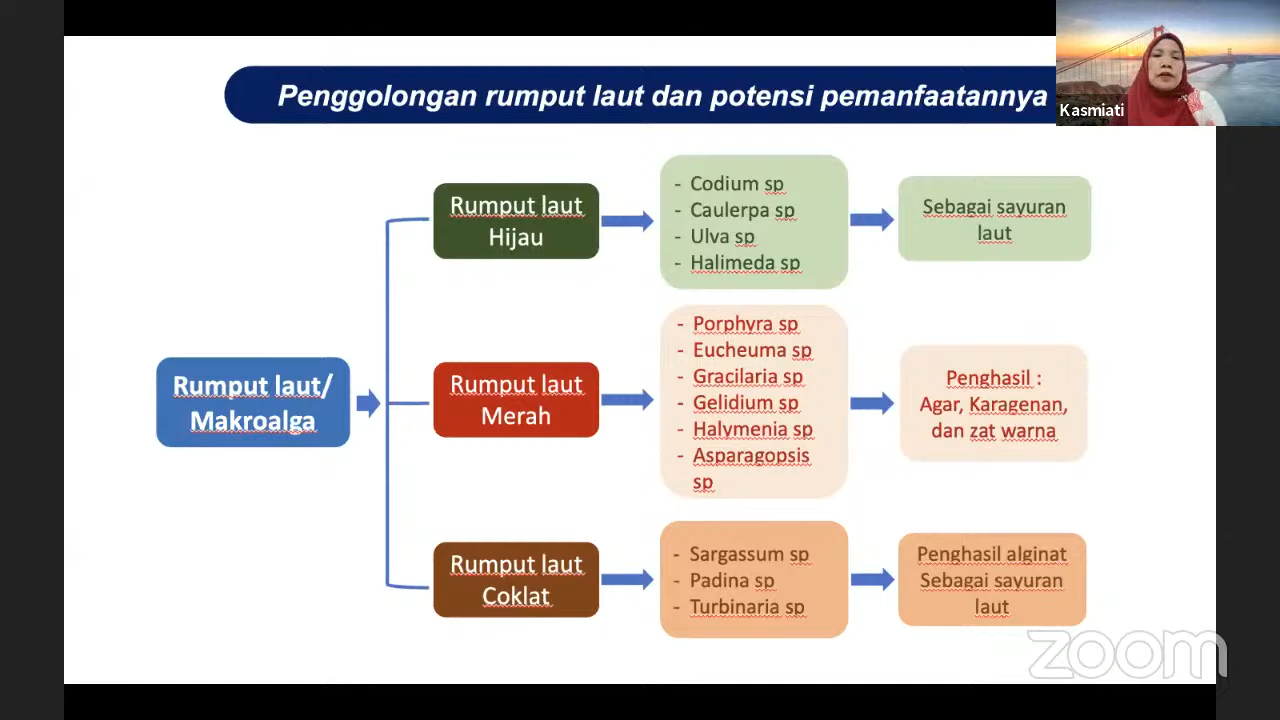 Penggolongan rumput laut dan potensi pemanfaatannya
Kasmiati
Rumput laut/
Makroalga
Rumput laut
Hijau
- Codium sp
- Caulerpa sp
- Ulva sp
- Halimeda sp
Sebagai sayuran
laut
Rumput laut
Merah
- Porphyra sp
- Eucheuma sp
- Gracilaria sp
- Gelidium sp
- Halymenia sp
- Asparagopsis
sp
Penghasil :
Agar, Karagenan,
dan zat warna
Rumput laut
Coklat
- Sargassum sp
- Padina sp
- Turbinaria sp
Penghasil alginat
Sebagai sayuran
laut
zoom